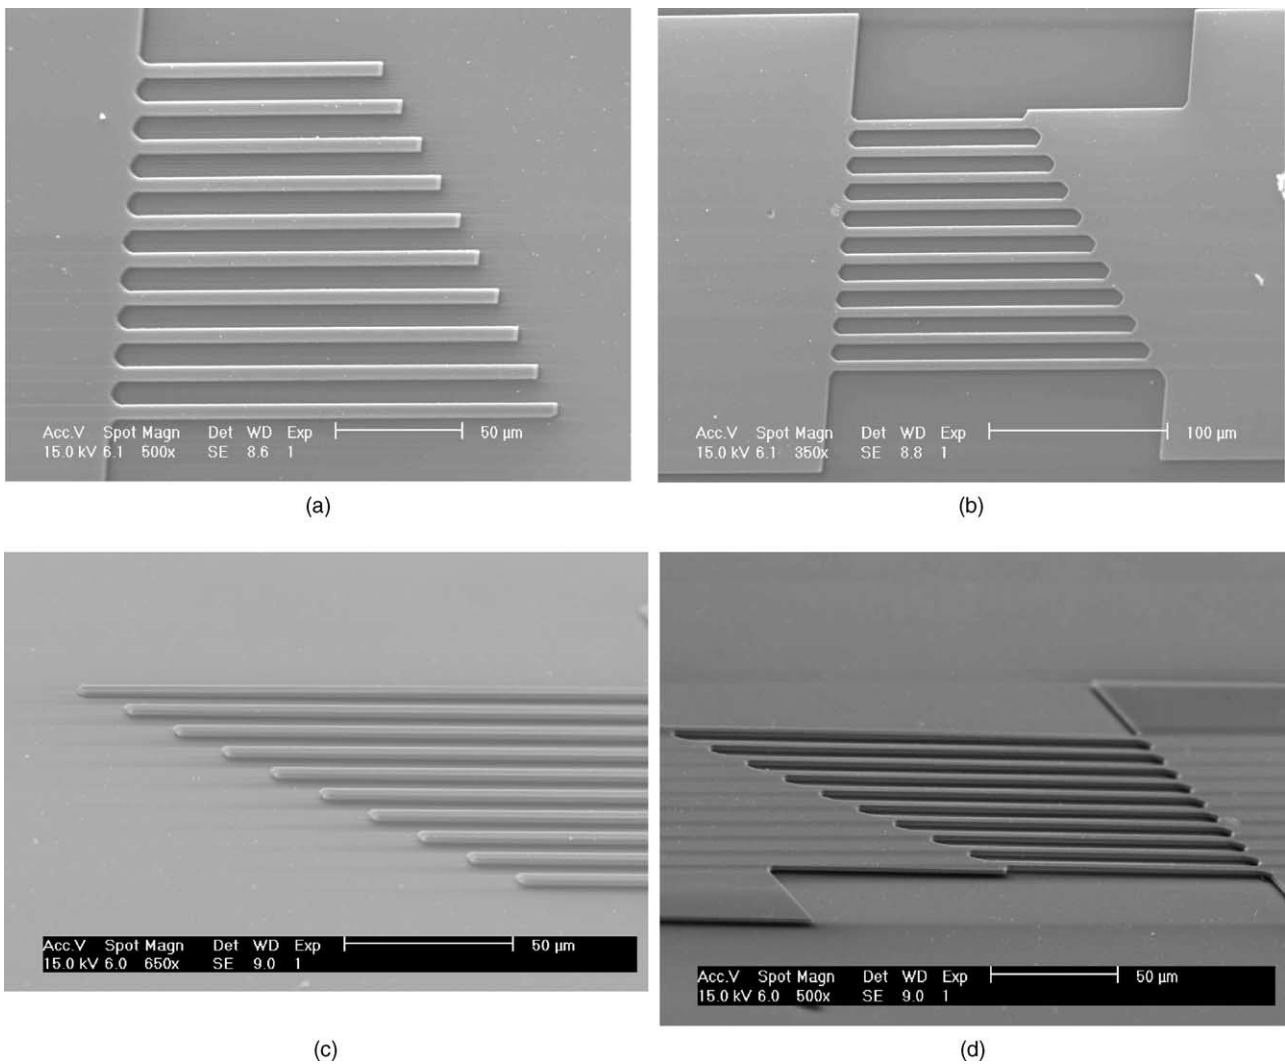 Acc.V Spot Magn Det WD Exp 50 µm
15.0 kV 6.1 500x SE 8.6 1
(a)
Acc.V Spot Magn Det WD Exp 100 µm
15.0 kV 6.1 350x SE 8.8 1
(b)
Acc.V Spot Magn Det WD Exp 50 µm
15.0 kV 6.0 650x SE 9.0 1
(c)
Acc.V Spot Magn Det WD Exp 50 µm
15.0 kV 6.0 500x SE 9.0 1
(d)